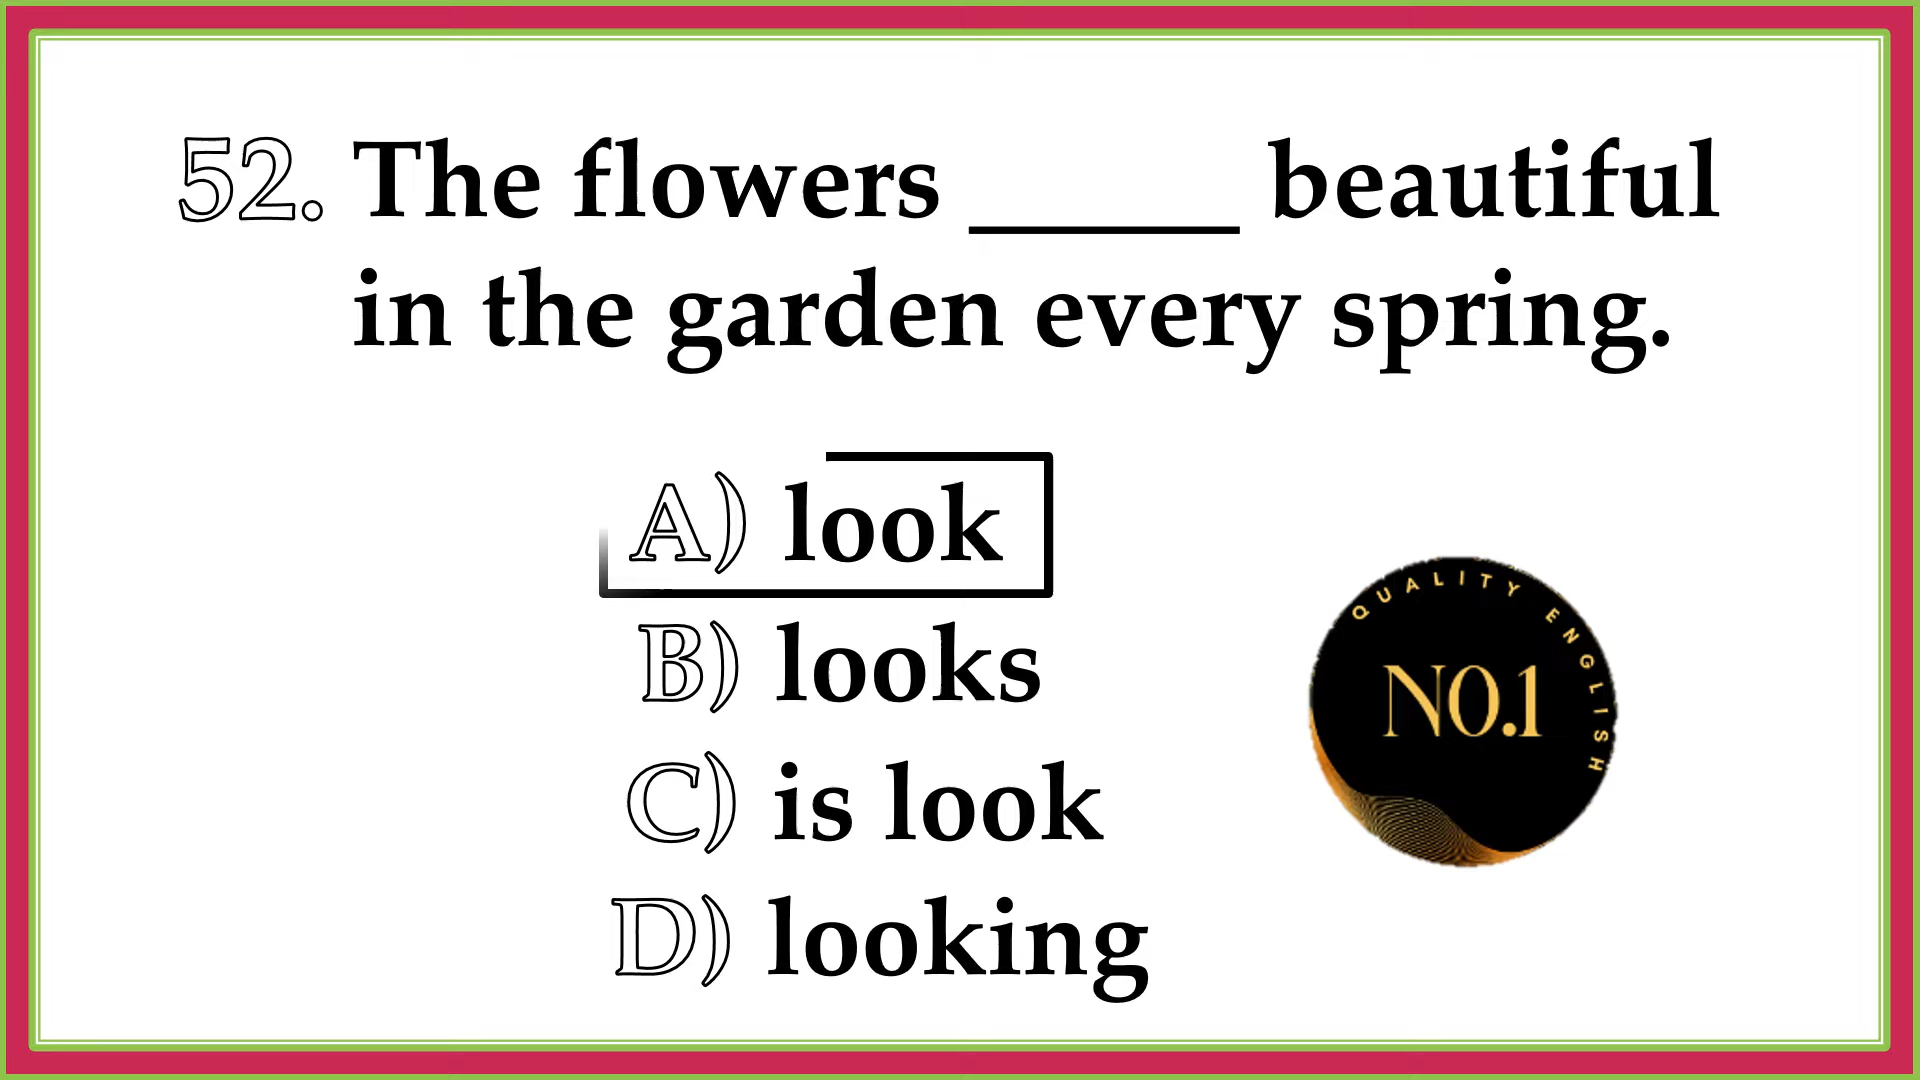 52. The flowers ______ beautiful
in the garden every spring.
A) look
B) looks
C) is look
D) looking
QUALITY ENGLISH
NO.1